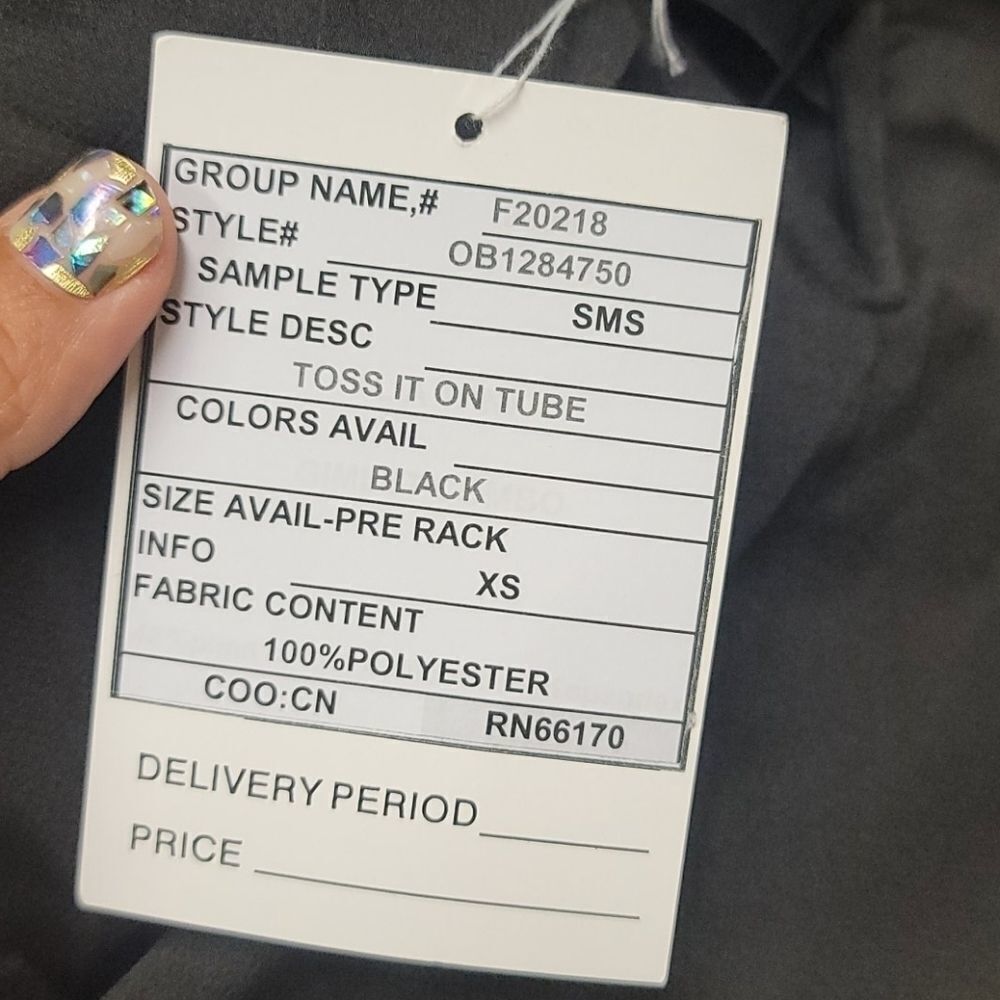 GROUP NAME,# F20218
STYLE# OB1284750
SAMPLE TYPE SMS
STYLE DESC
TOSS IT ON TUBE
COLORS AVAIL
BLACK
SIZE AVAIL-PRE RACK
INFO XS
FABRIC CONTENT
100%POLYESTER
COO:CN RN66170
DELIVERY PERIOD
PRICE